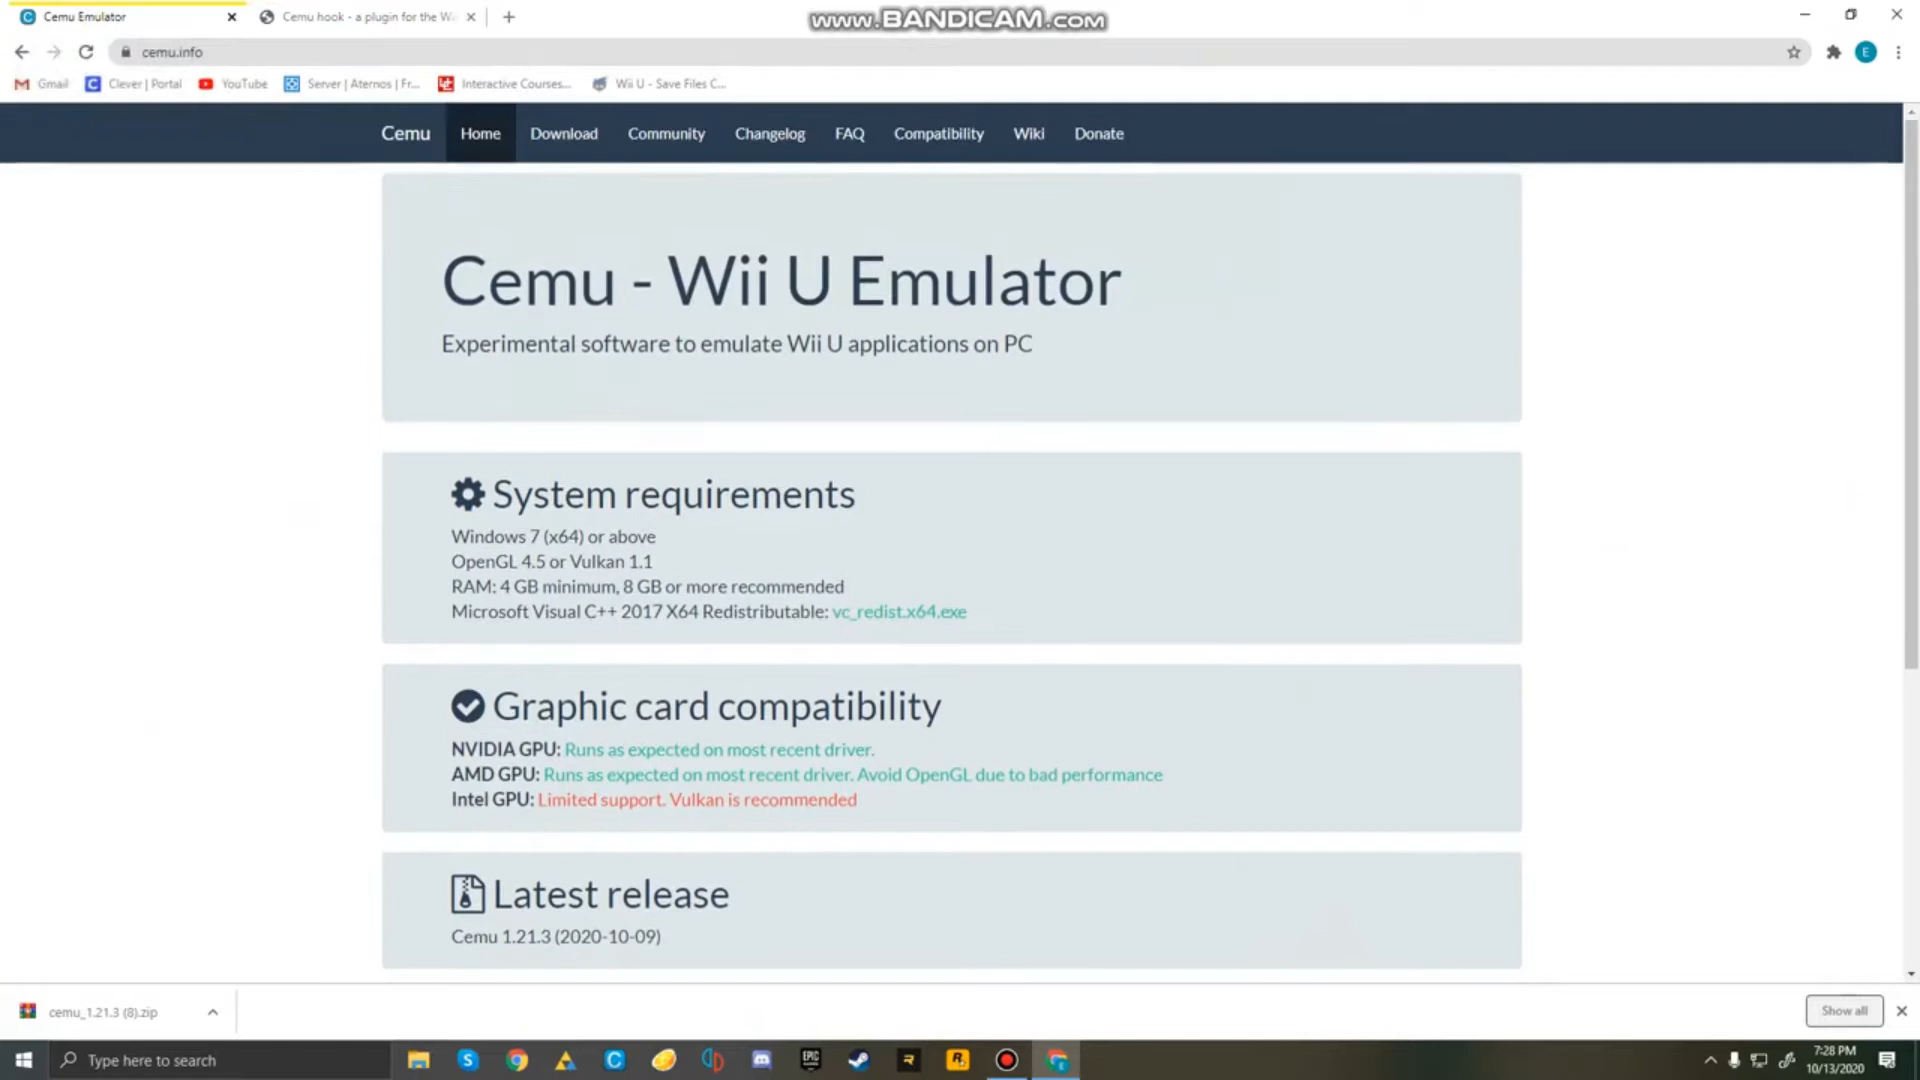 Cemu Emulator
Cemu hook - a plugin for the W
www.BANDICAM.com
cemu.info
Gmail
Clever | Portal
YouTube
Server | Aternos | Fr...
Interactive Courses...
Wii U - Save Files C...
Cemu
Home
Download
Community
Changelog
FAQ
Compatibility
Wiki
Donate
Cemu - Wii U Emulator
Experimental software to emulate Wii U applications on PC
System requirements
Windows 7 (x64) or above
OpenGL 4.5 or Vulkan 1.1
RAM: 4 GB minimum, 8 GB or more recommended
Microsoft Visual C++ 2017 X64 Redistributable: vc_redist.x64.exe
Graphic card compatibility
NVIDIA GPU: Runs as expected on most recent driver.
AMD GPU: Runs as expected on most recent driver. Avoid OpenGL due to bad performance
Intel GPU: Limited support. Vulkan is recommended
Latest release
Cemu 1.21.3 (2020-10-09)
cemu_1.21.3 (8).zip
Show all
Type here to search
EPIC
7:28 PM
10/13/2020